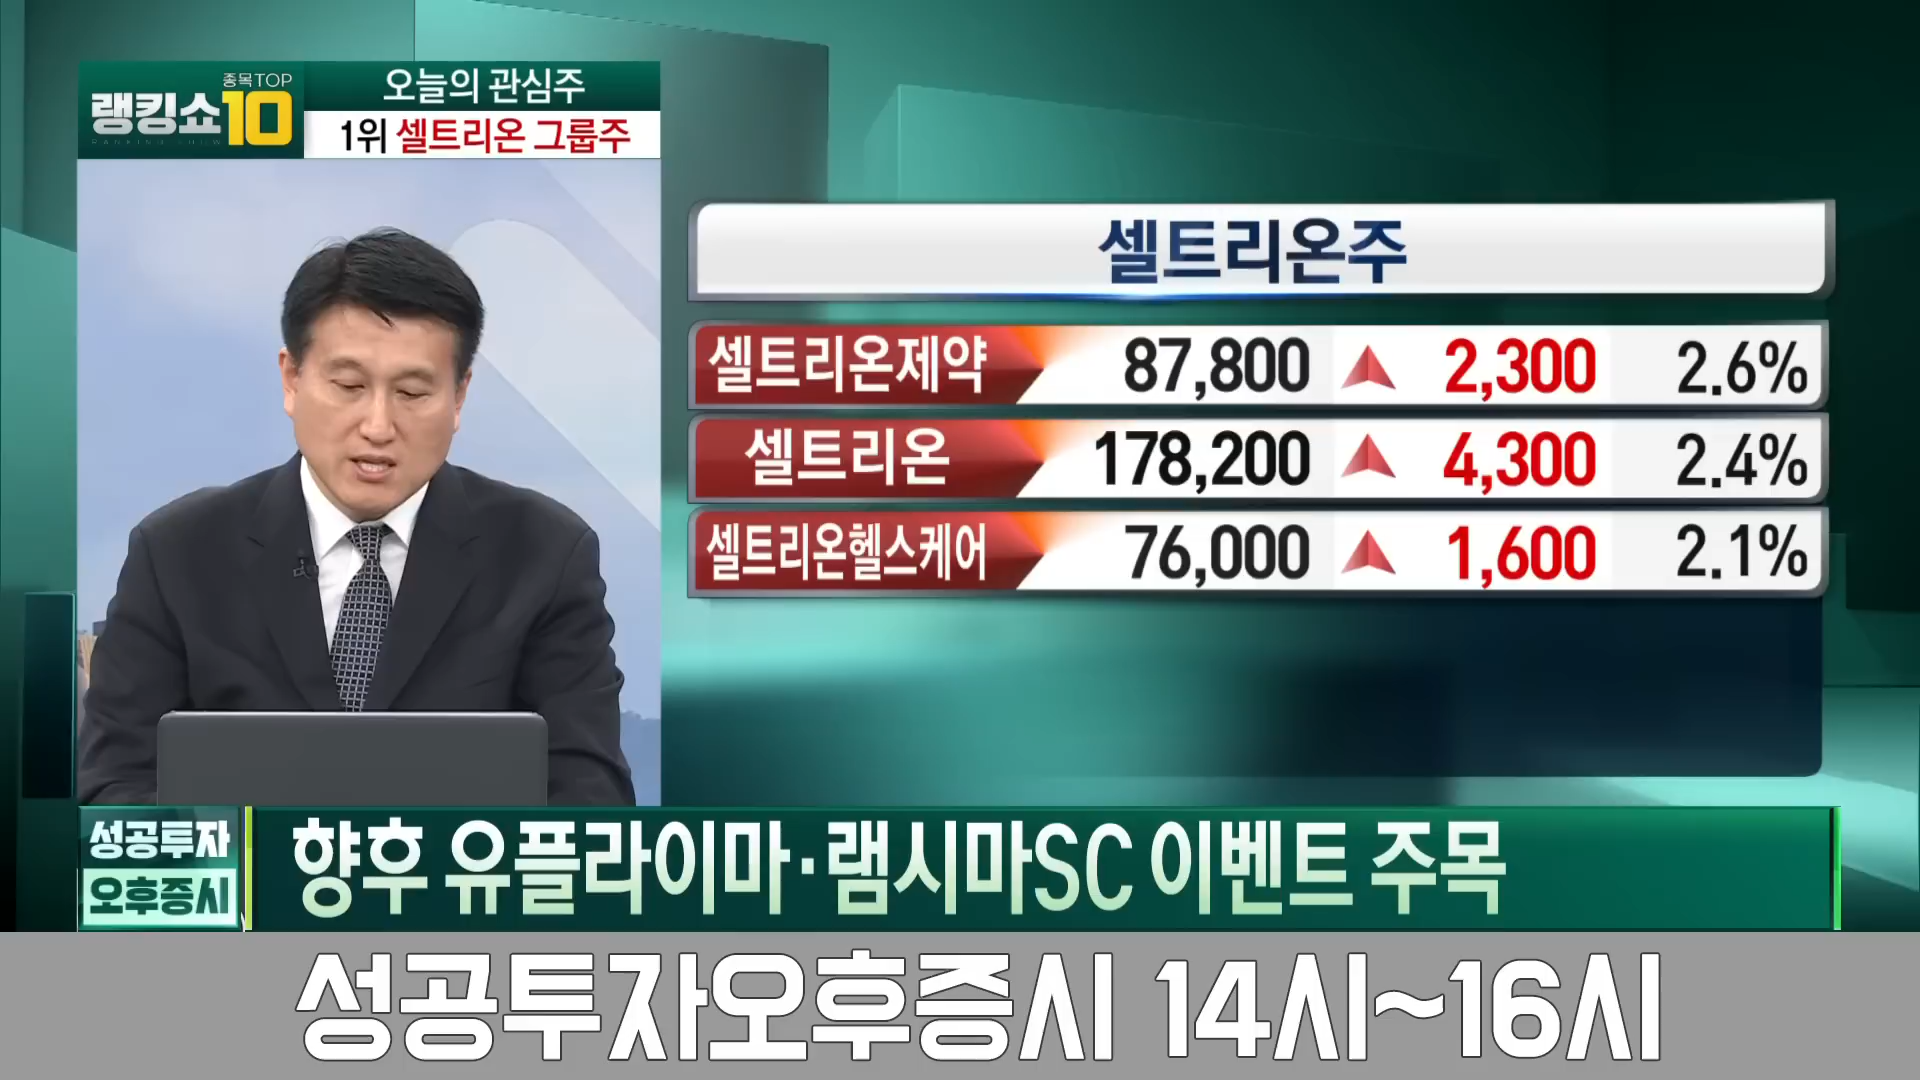 종목TOP
랭킹쇼10
RANKING SHOW
오늘의 관심주
1위 셀트리온 그룹주
셀트리온주
셀트리온제약 87,800 ▲ 2,300 2.6%
셀트리온 178,200 ▲ 4,300 2.4%
셀트리온헬스케어 76,000 ▲ 1,600 2.1%
성공투자
오후증시
향후 유플라이마·램시마SC 이벤트 주목
성공투자오후증시 14시~16시